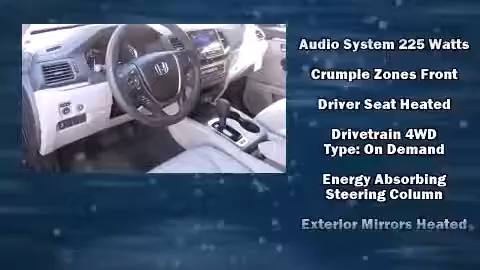 Audio System 225 Watts
Crumple Zones Front
Driver Seat Heated
Drivetrain 4WD
Type: On Demand
Energy Absorbing
Steering Column
Exterior Mirrors Heated